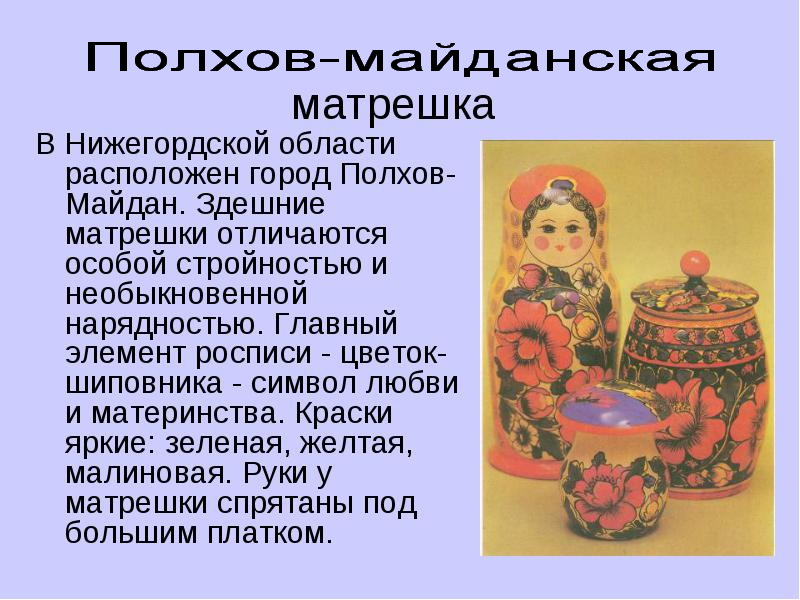 Полхов-майданская
матрешка
В Нижегордской области
расположен город Полхов-
Майдан. Здешние
матрешки отличаются
особой стройностью и
необыкновенной
нарядностью. Главный
элемент росписи - цветок-
шиповника - символ любви
и материнства. Краски
яркие: зеленая, желтая,
малиновая. Руки у
матрешки спрятаны под
большим платком.